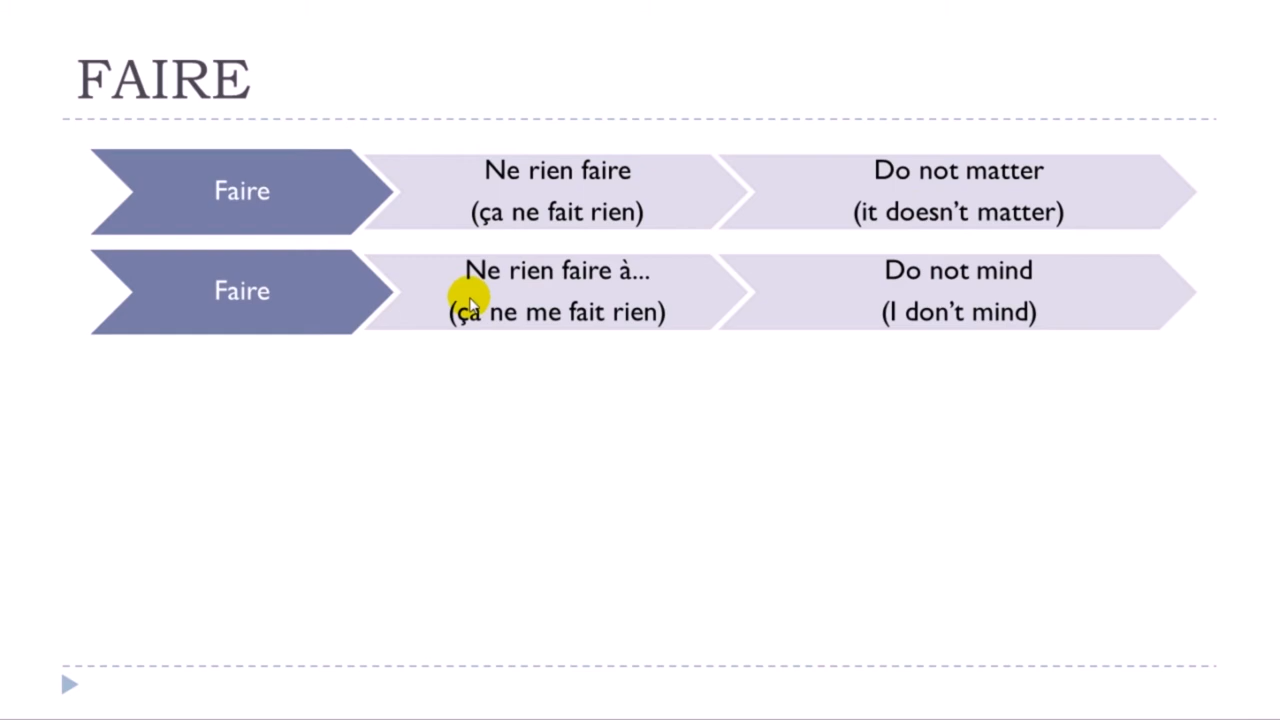 FAIRE
Faire
Ne rien faire
(ça ne fait rien)
Do not matter
(it doesn't matter)
Faire
Ne rien faire à...
(ça ne me fait rien)
Do not mind
(I don't mind)